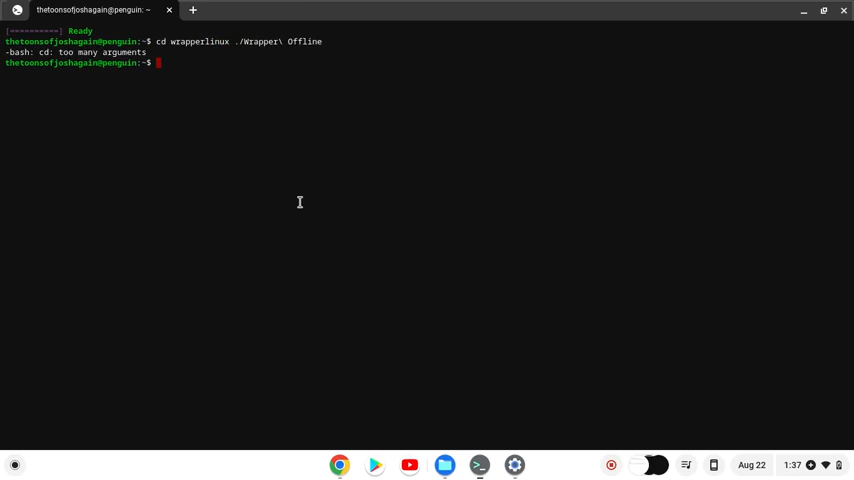 thetoonsofjoshagain@penguin: ~
[==========] Ready
thetoonsofjoshagain@penguin:~$ cd wrapperlinux ./Wrapper\ Offline
-bash: cd: too many arguments
thetoonsofjoshagain@penguin:~$
Aug 22
1:37